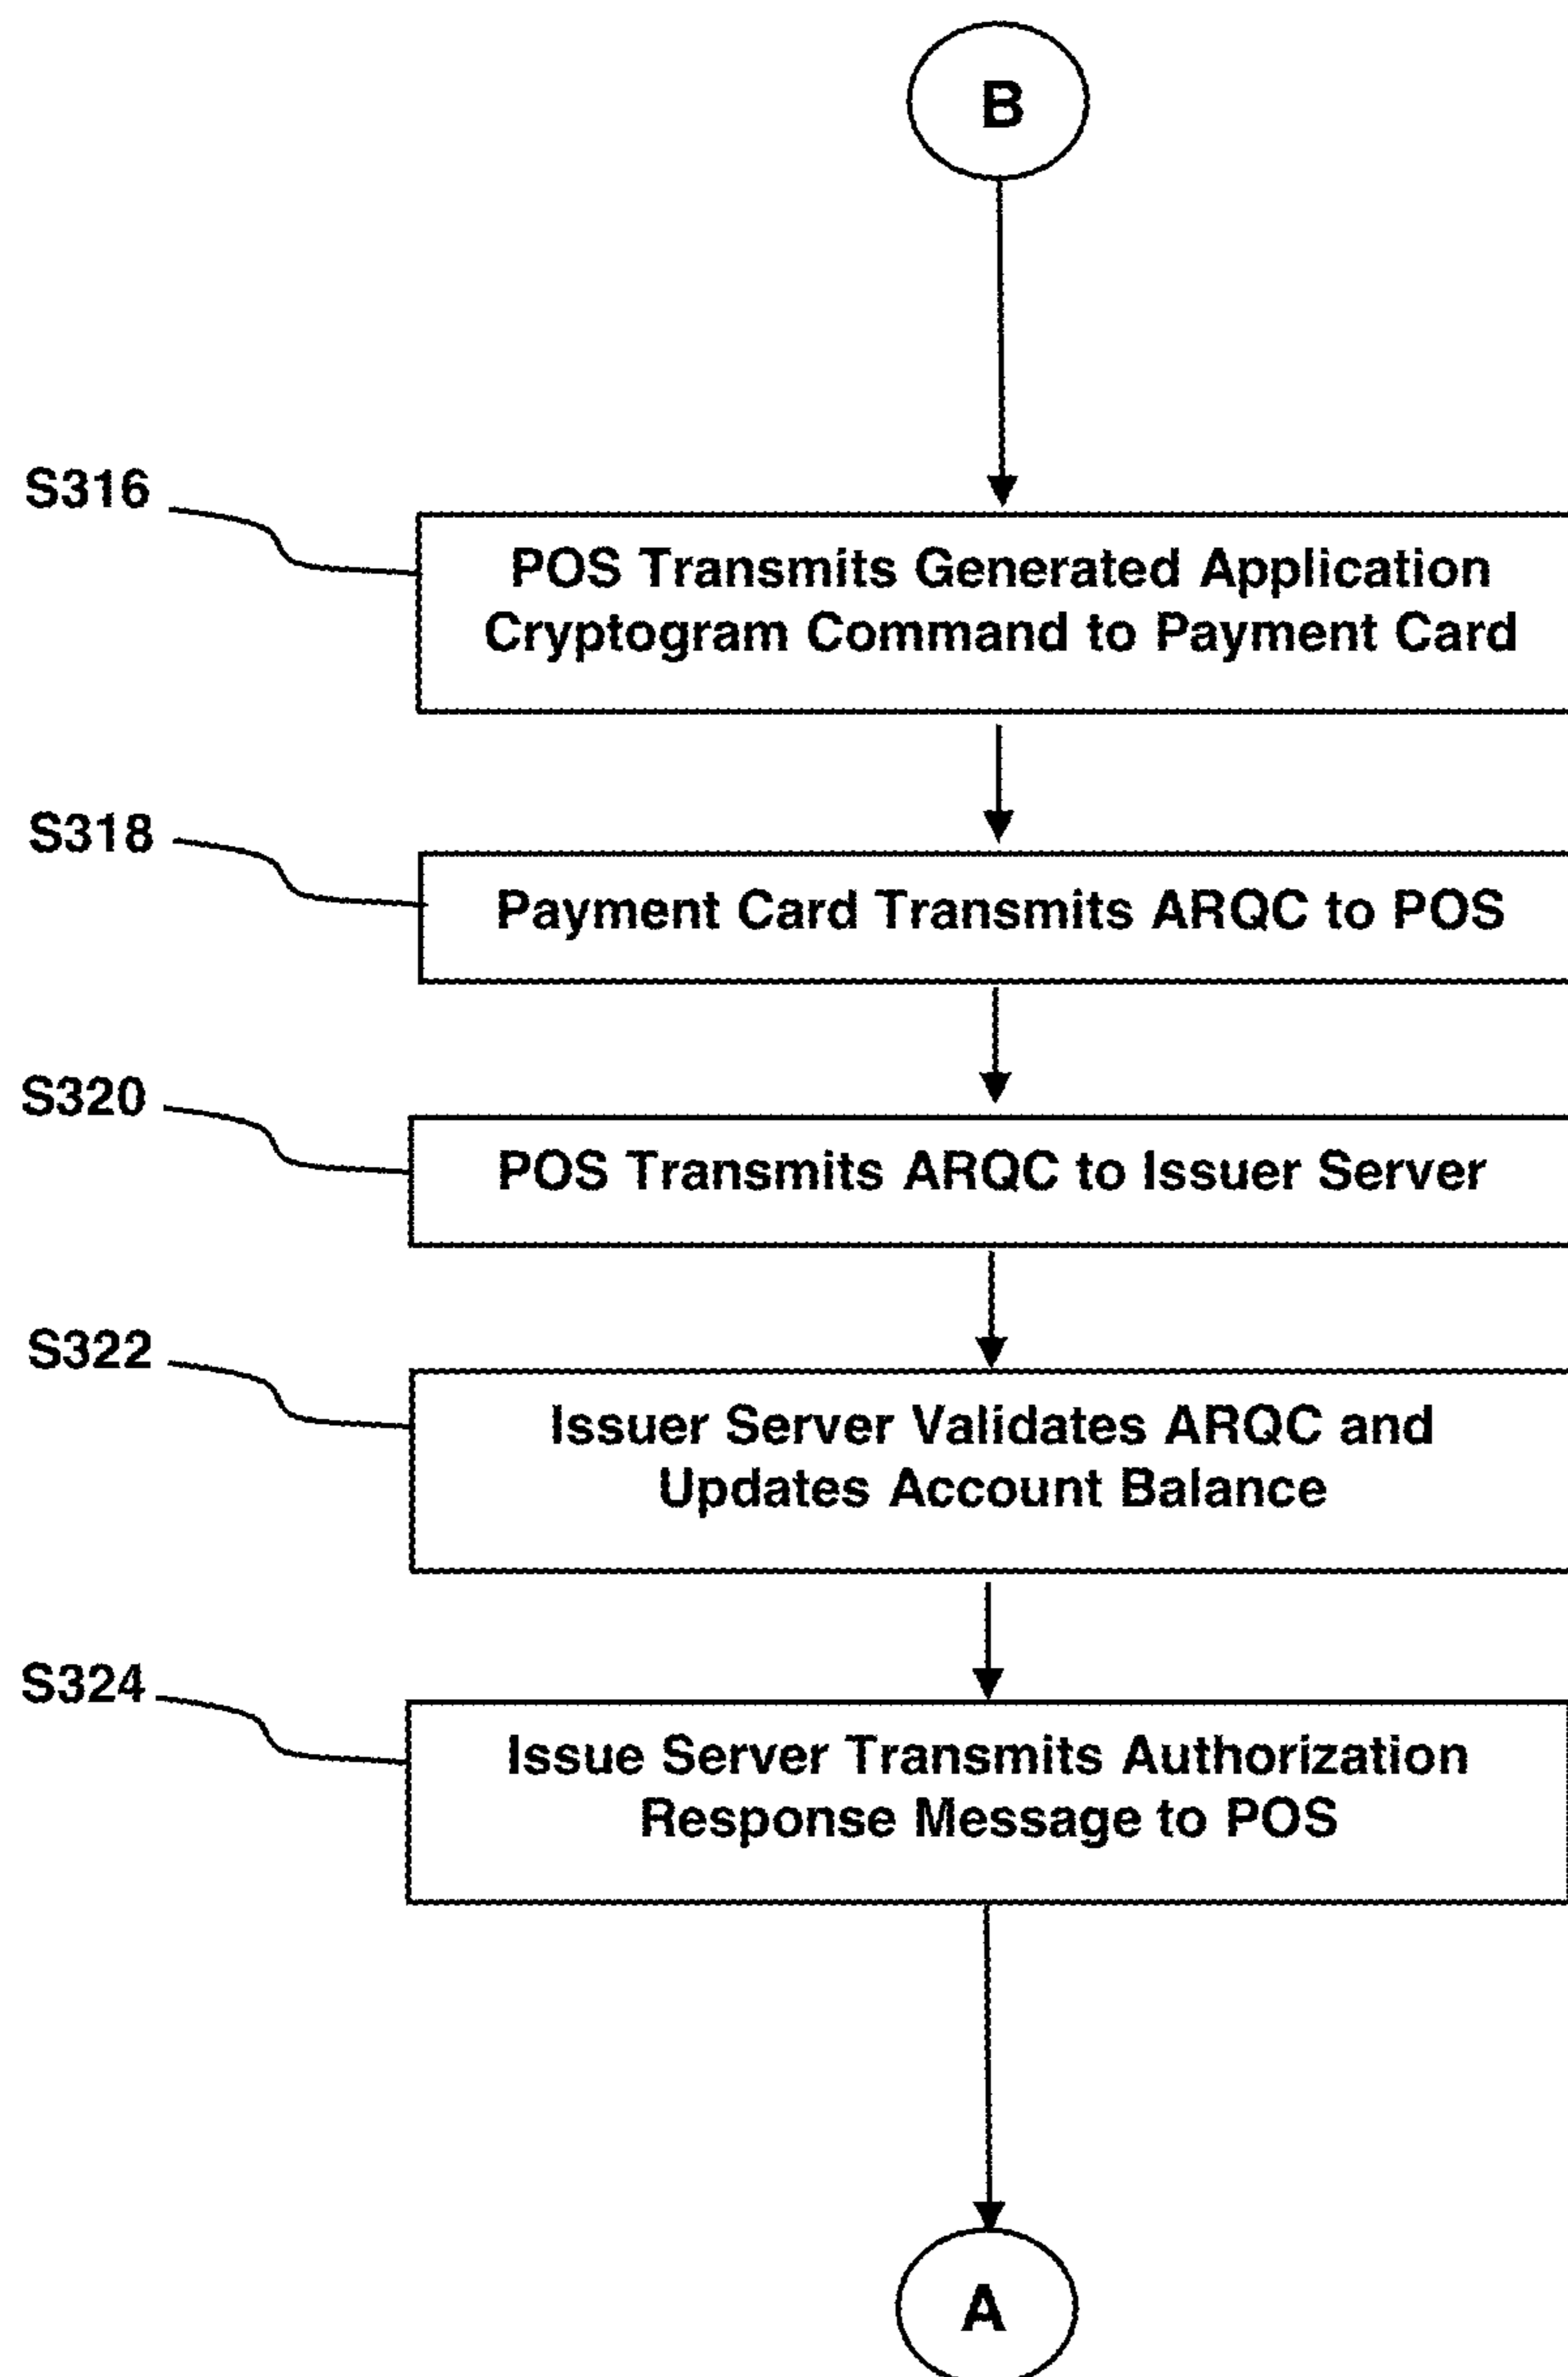 B
S316
POS Transmits Generated Application
Cryptogram Command to Payment Card
S318
Payment Card Transmits ARQC to POS
S320
POS Transmits ARQC to Issuer Server
S322
Issuer Server Validates ARQC and
Updates Account Balance
S324
Issue Server Transmits Authorization
Response Message to POS
A